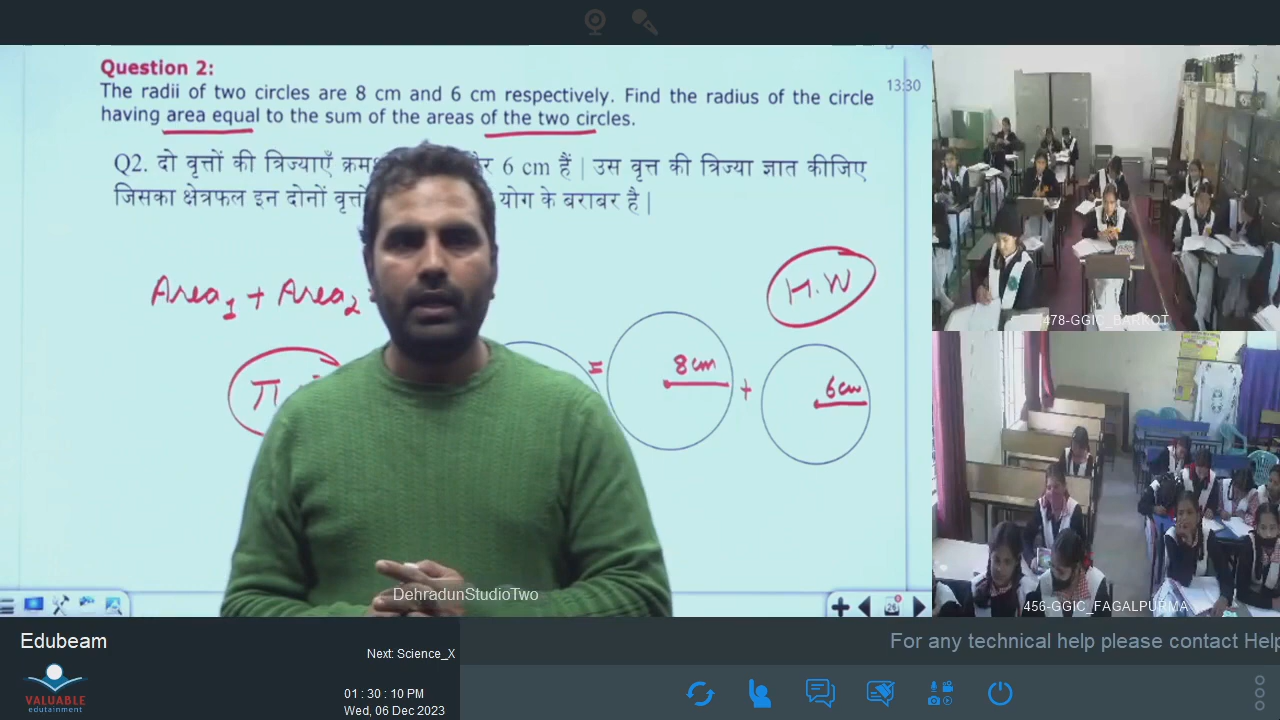 Question 2:
The radii of two circles are 8 cm and 6 cm respectively. Find the radius of the circle
having area equal to the sum of the areas of the two circles.
13:30
Q2. दो वृत्तों की त्रिज्याएँ 6 cm हैं | उस वृत्त की त्रिज्या ज्ञात कीजिए
जिसका क्षेत्रफल इन दोनों योग के बराबर है |
H.W
Area1 + Area2
π
=
8cm
+
6cm
478-GGIC_BARKOT
DehradunStudioTwo
456-GGIC_FAGALPURMA
Edubeam
For any technical help please contact Help
Next: Science_X
VALUABLE
edutainment
01 : 30 : 10 PM
Wed, 06 Dec 2023